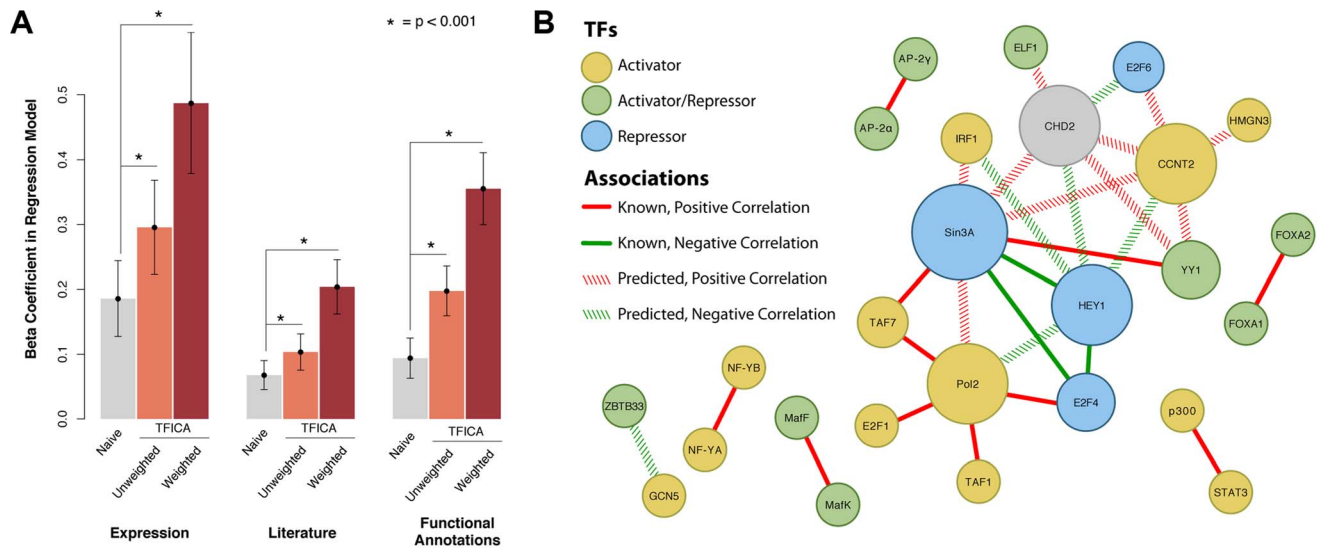 A
* = p < 0.001
Beta Coefficient in Regression Model
0.5
0.4
0.3
0.2
0.1
0.0
*
*
*
*
*
*
Naive
Unweighted
Weighted
TFICA
Naive
Unweighted
Weighted
TFICA
Naive
Unweighted
Weighted
TFICA
Expression
Literature
Functional
Annotations
B
TFs
Activator
Activator/Repressor
Repressor
Associations
Known, Positive Correlation
Known, Negative Correlation
Predicted, Positive Correlation
Predicted, Negative Correlation
AP-2γ
AP-2α
ELF1
E2F6
CHD2
HMGN3
IRF1
CCNT2
Sin3A
YY1
FOXA2
FOXA1
HEY1
TAF7
Pol2
E2F4
E2F1
TAF1
NF-YB
NF-YA
ZBTB33
GCN5
MafF
MafK
p300
STAT3